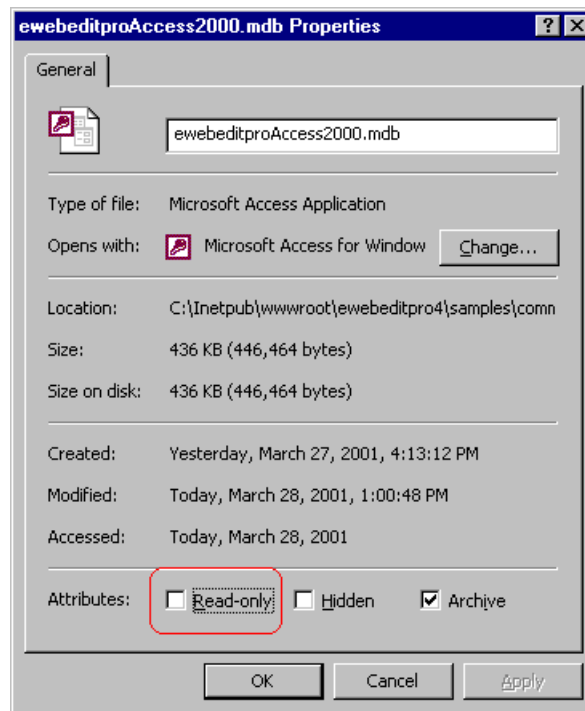 ewebeditproAccess2000.mdb Properties
General
ewebeditproAccess2000.mdb
Type of file: Microsoft Access Application
Opens with: Microsoft Access for Window Change...
Location: C:\Inetpub\wwwroot\ewebeditpro4\samples\comn
Size: 436 KB (446,464 bytes)
Size on disk: 436 KB (446,464 bytes)
Created: Yesterday, March 27, 2001, 4:13:12 PM
Modified: Today, March 28, 2001, 1:00:48 PM
Accessed: Today, March 28, 2001
Attributes: Read-only Hidden Archive
OK Cancel Apply